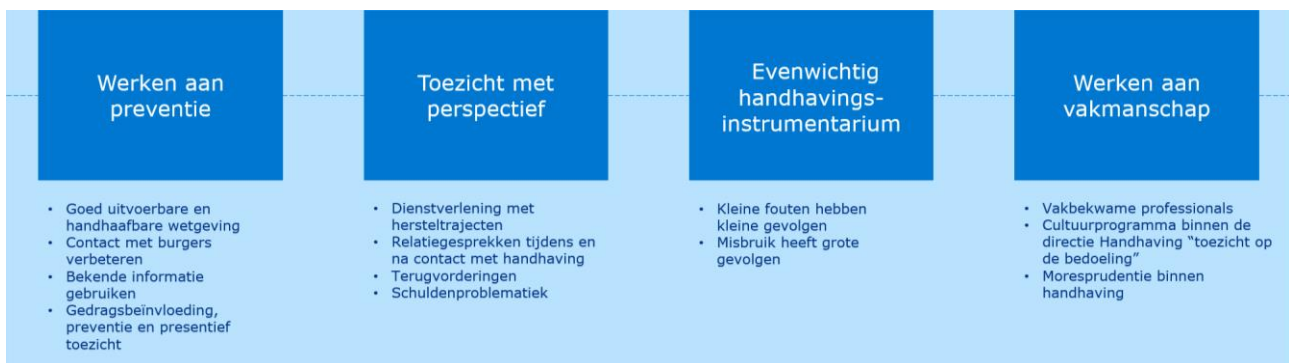 Werken aan
preventie
• Goed uitvoerbare en
handhaafbare wetgeving
• Contact met burgers
verbeteren
• Bekende informatie
gebruiken
• Gedragsbeïnvloeding,
preventie en presentief
toezicht
Toezicht met
perspectief
• Dienstverlening met
hersteltrajecten
• Relatiegesprekken tijdens en
na contact met handhaving
• Terugvorderingen
• Schuldenproblematiek
Evenwichtig
handhavings-
instrumentarium
• Kleine fouten hebben
kleine gevolgen
• Misbruik heeft grote
gevolgen
Werken aan
vakmanschap
• Vakbekwame professionals
• Cultuurprogramma binnen de
directie Handhaving "toezicht op
de bedoeling"
• Moresprudentie binnen
handhaving